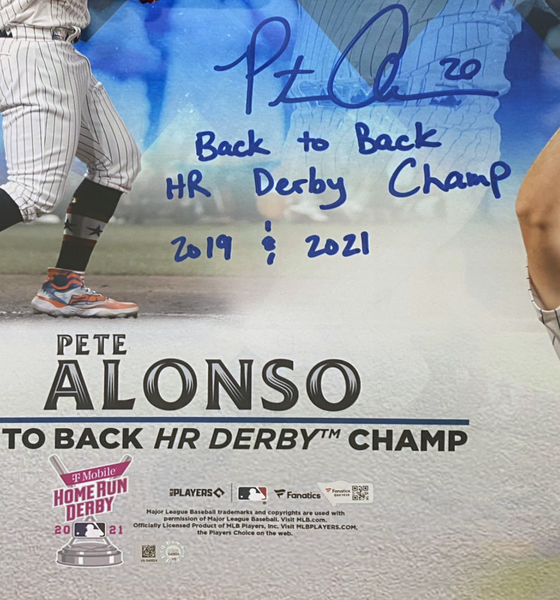 Pete Alonso 20
Back to Back
HR Derby Champ
2019 & 2021
PETE
ALONSO
TO BACK HR DERBY™ CHAMP
T Mobile
HOME RUN
DERBY
20 21
PLAYERS
Fanatics
Fanatics
Major League Baseball trademarks and copyrights are used with
permission of Major League Baseball. Visit MLB.com.
Officially Licensed Product of MLB Players, Inc. Visit MLBPLAYERS.COM,
the Players Choice on the web.